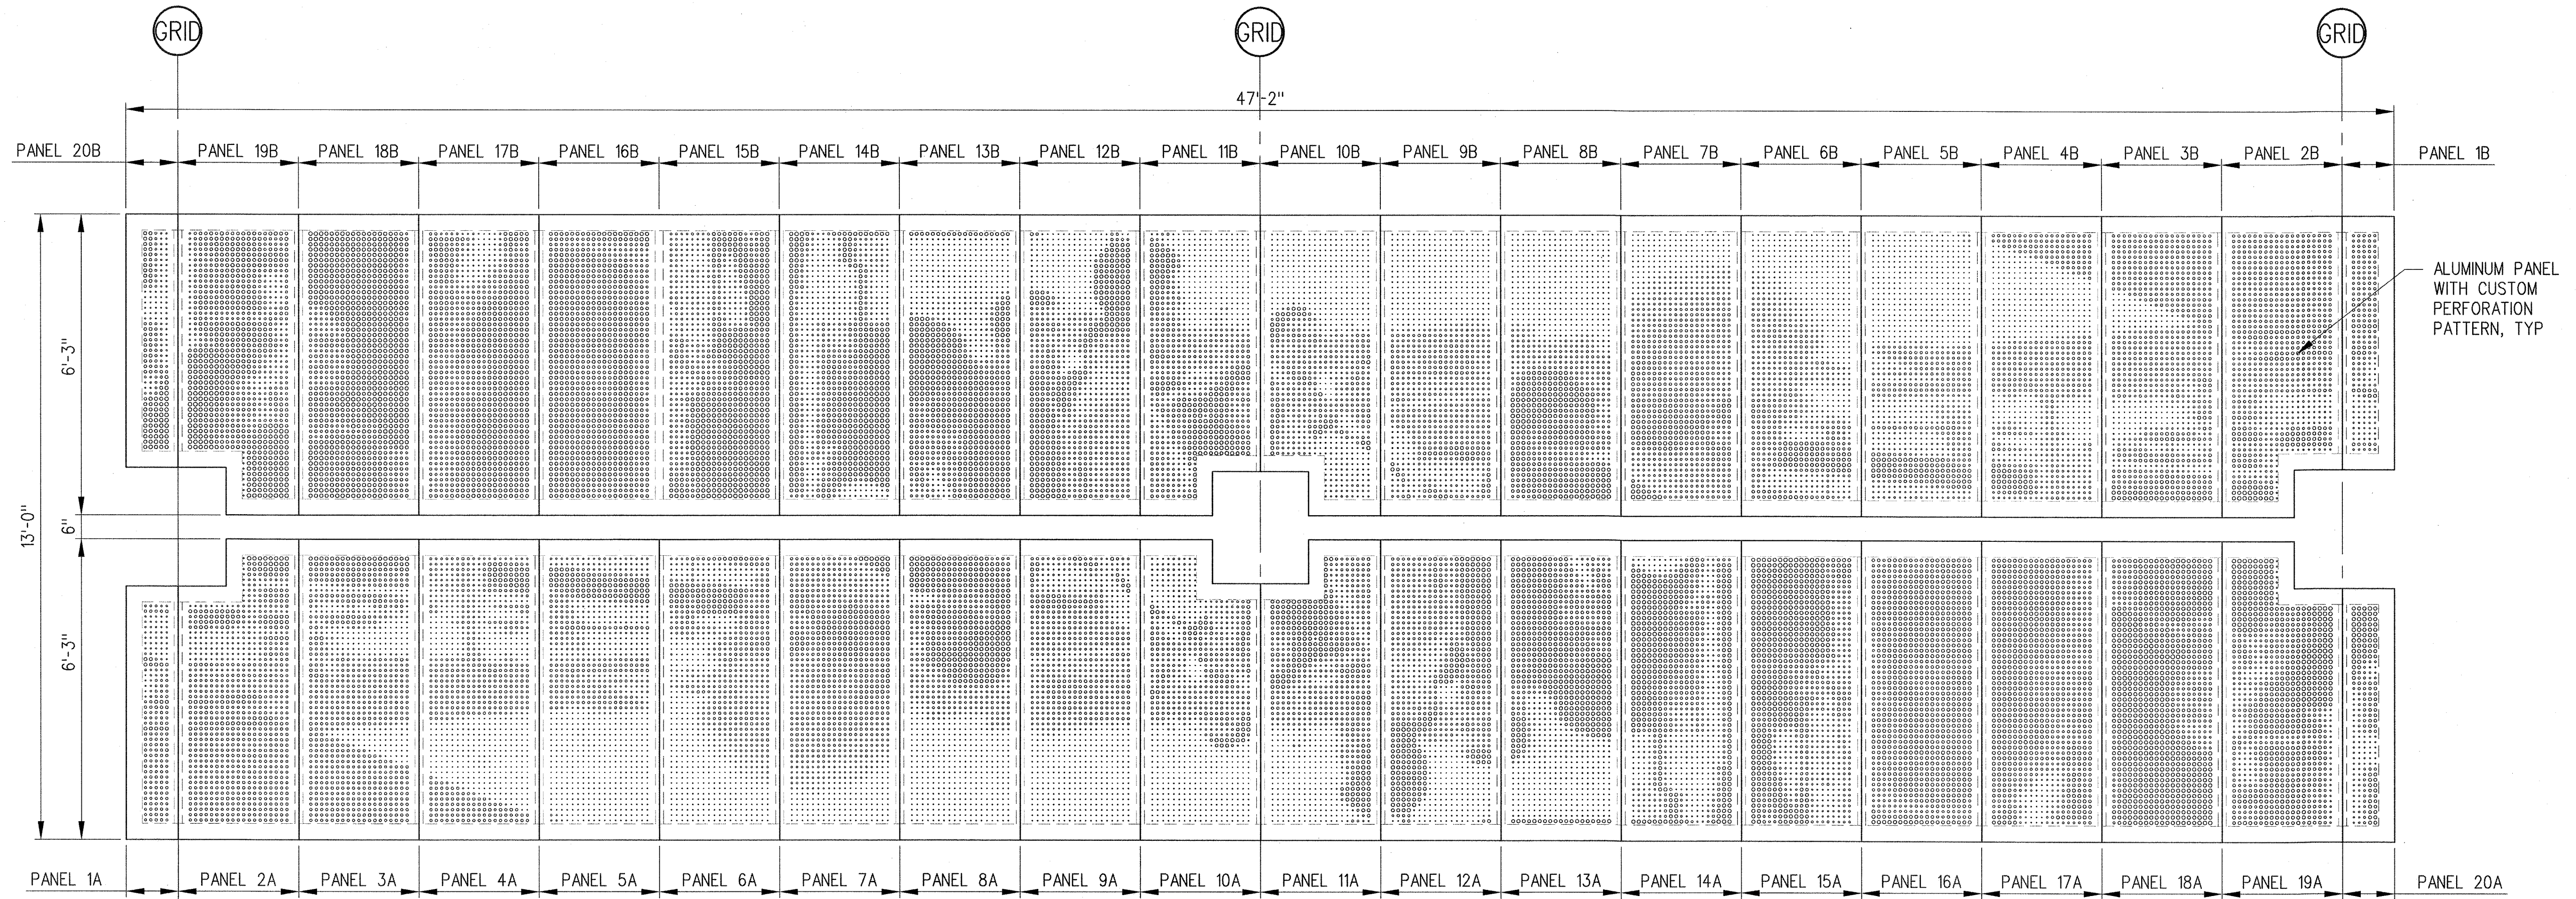 GRID
GRID
GRID
47'-2"
PANEL 20B
PANEL 19B
PANEL 18B
PANEL 17B
PANEL 16B
PANEL 15B
PANEL 14B
PANEL 13B
PANEL 12B
PANEL 11B
PANEL 10B
PANEL 9B
PANEL 8B
PANEL 7B
PANEL 6B
PANEL 5B
PANEL 4B
PANEL 3B
PANEL 2B
PANEL 1B
ALUMINUM PANEL
WITH CUSTOM
PERFORATION
PATTERN, TYP
13'-0"
6'-3"
6"
6'-3"
PANEL 1A
PANEL 2A
PANEL 3A
PANEL 4A
PANEL 5A
PANEL 6A
PANEL 7A
PANEL 8A
PANEL 9A
PANEL 10A
PANEL 11A
PANEL 12A
PANEL 13A
PANEL 14A
PANEL 15A
PANEL 16A
PANEL 17A
PANEL 18A
PANEL 19A
PANEL 20A